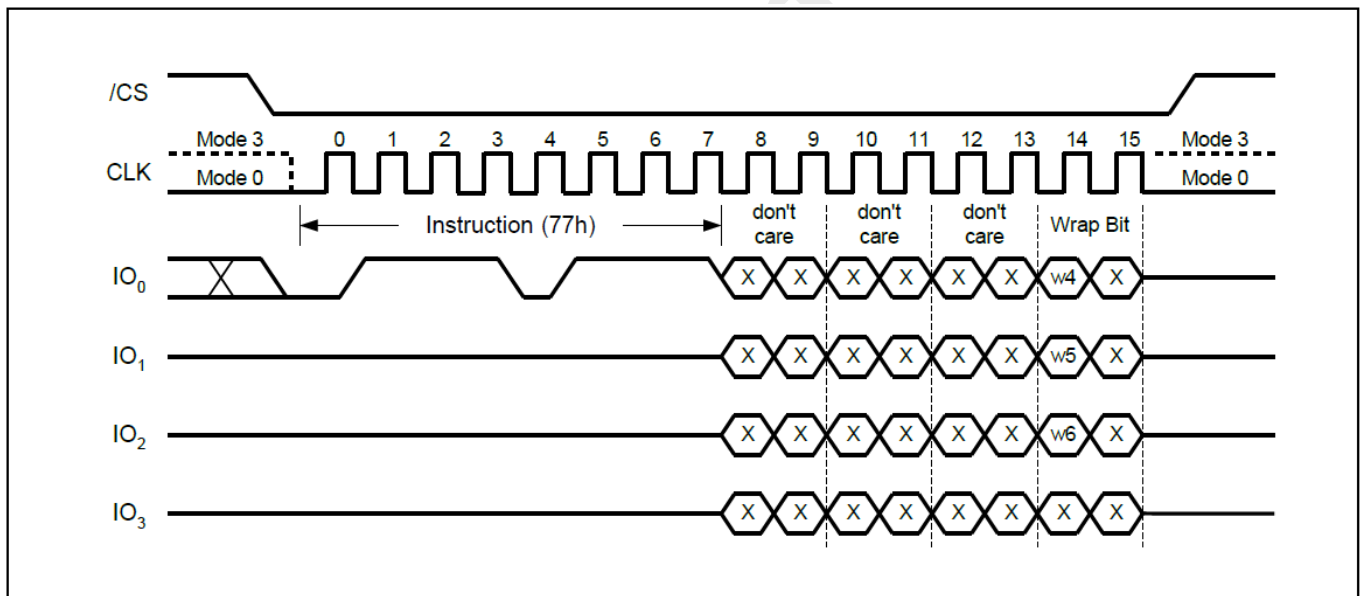 /CS
Mode 3 0 1 2 3 4 5 6 7 8 9 10 11 12 13 14 15 Mode 3
CLK
Mode 0 Mode 0
Instruction (77h) don't care don't care don't care Wrap Bit
IO0 X X X X X X w4 X
IO1 X X X X X X w5 X
IO2 X X X X X X w6 X
IO3 X X X X X X X X